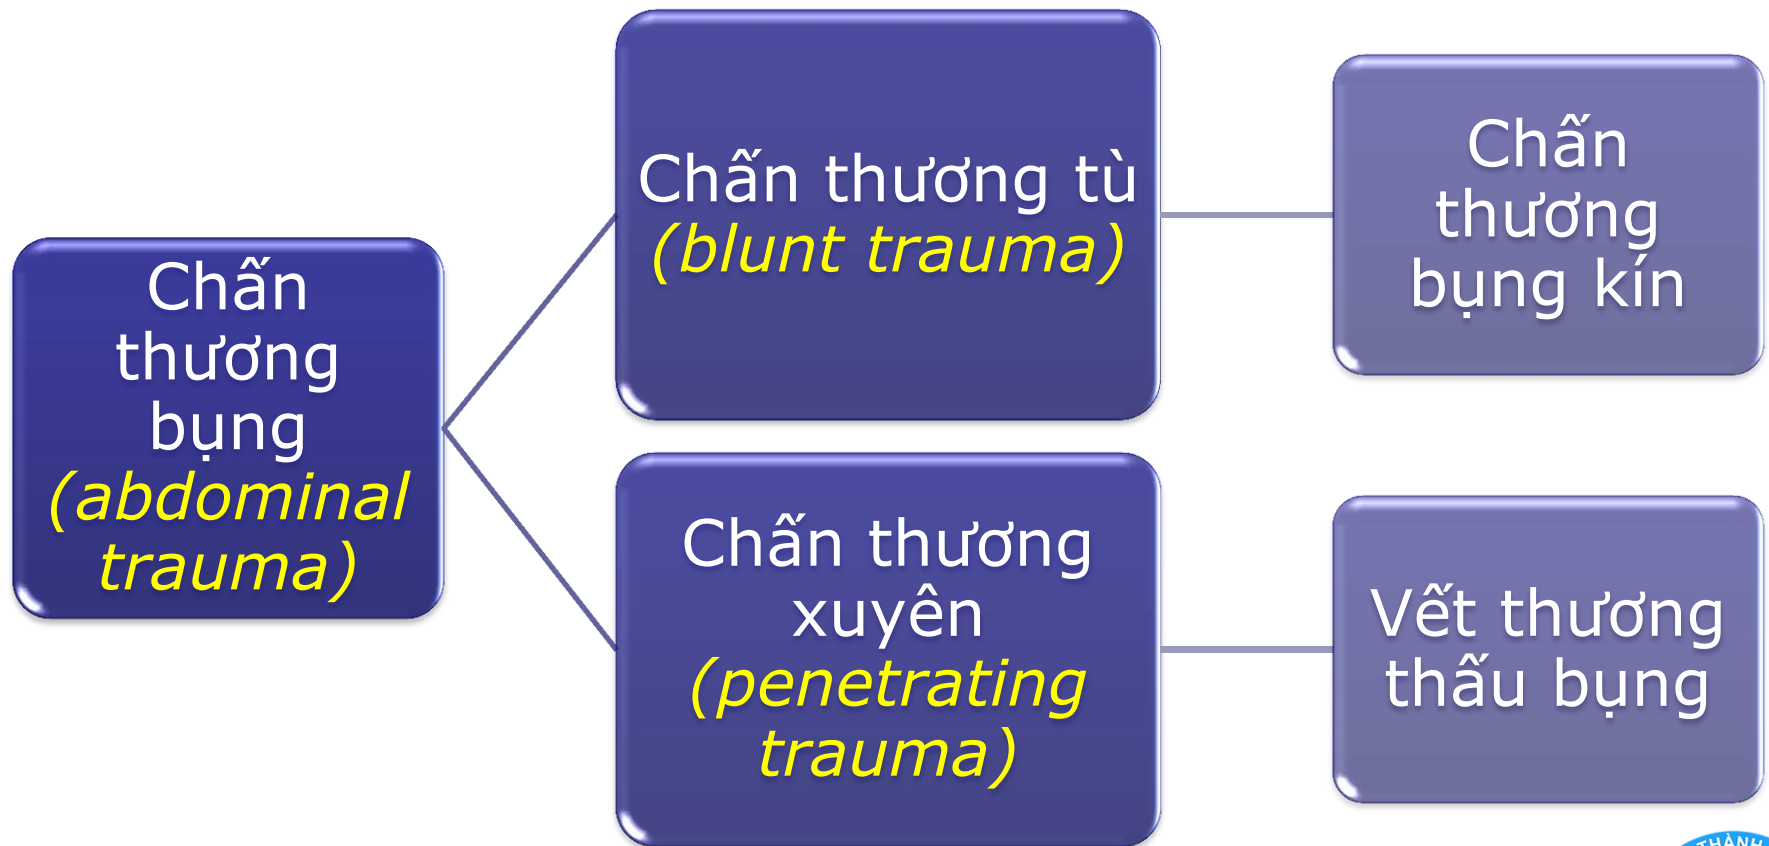 Chấn
thương
bụng
(abdominal
trauma)
Chấn thương tù
(blunt trauma)
Chấn
thương
bụng kín
Chấn thương
xuyên
(penetrating
trauma)
Vết thương
thấu bụng
THÀNH